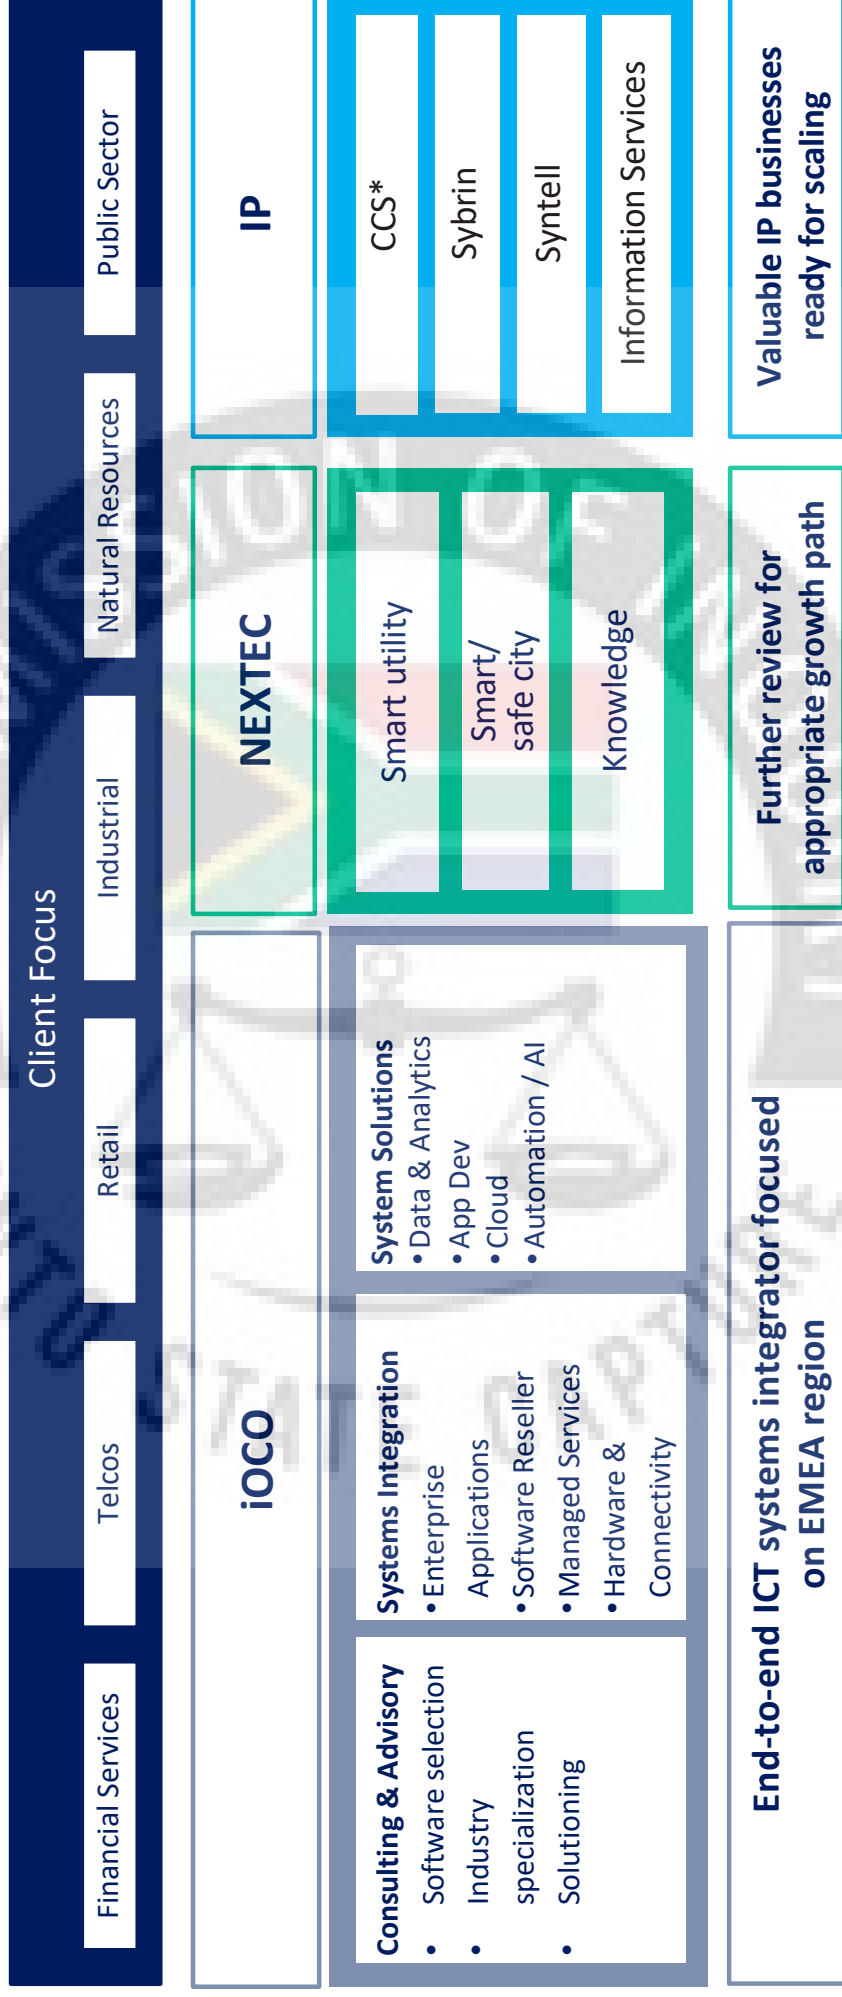 Client Focus
Financial Services
Telcos
Retail
Industrial
Natural Resources
Public Sector
iOCO
NEXTEC
IP
Consulting & Advisory
• Software selection
• Industry
specialization
• Solutioning
Systems Integration
• Enterprise
Applications
• Software Reseller
• Managed Services
• Hardware &
Connectivity
System Solutions
• Data & Analytics
• App Dev
• Cloud
• Automation / AI
Smart utility
Smart/
safe city
Knowledge
CCS*
Sybrin
Syntell
Information Services
End-to-end ICT systems integrator focused
on EMEA region
Further review for
appropriate growth path
Valuable IP businesses
ready for scaling
STATE CAPTURE